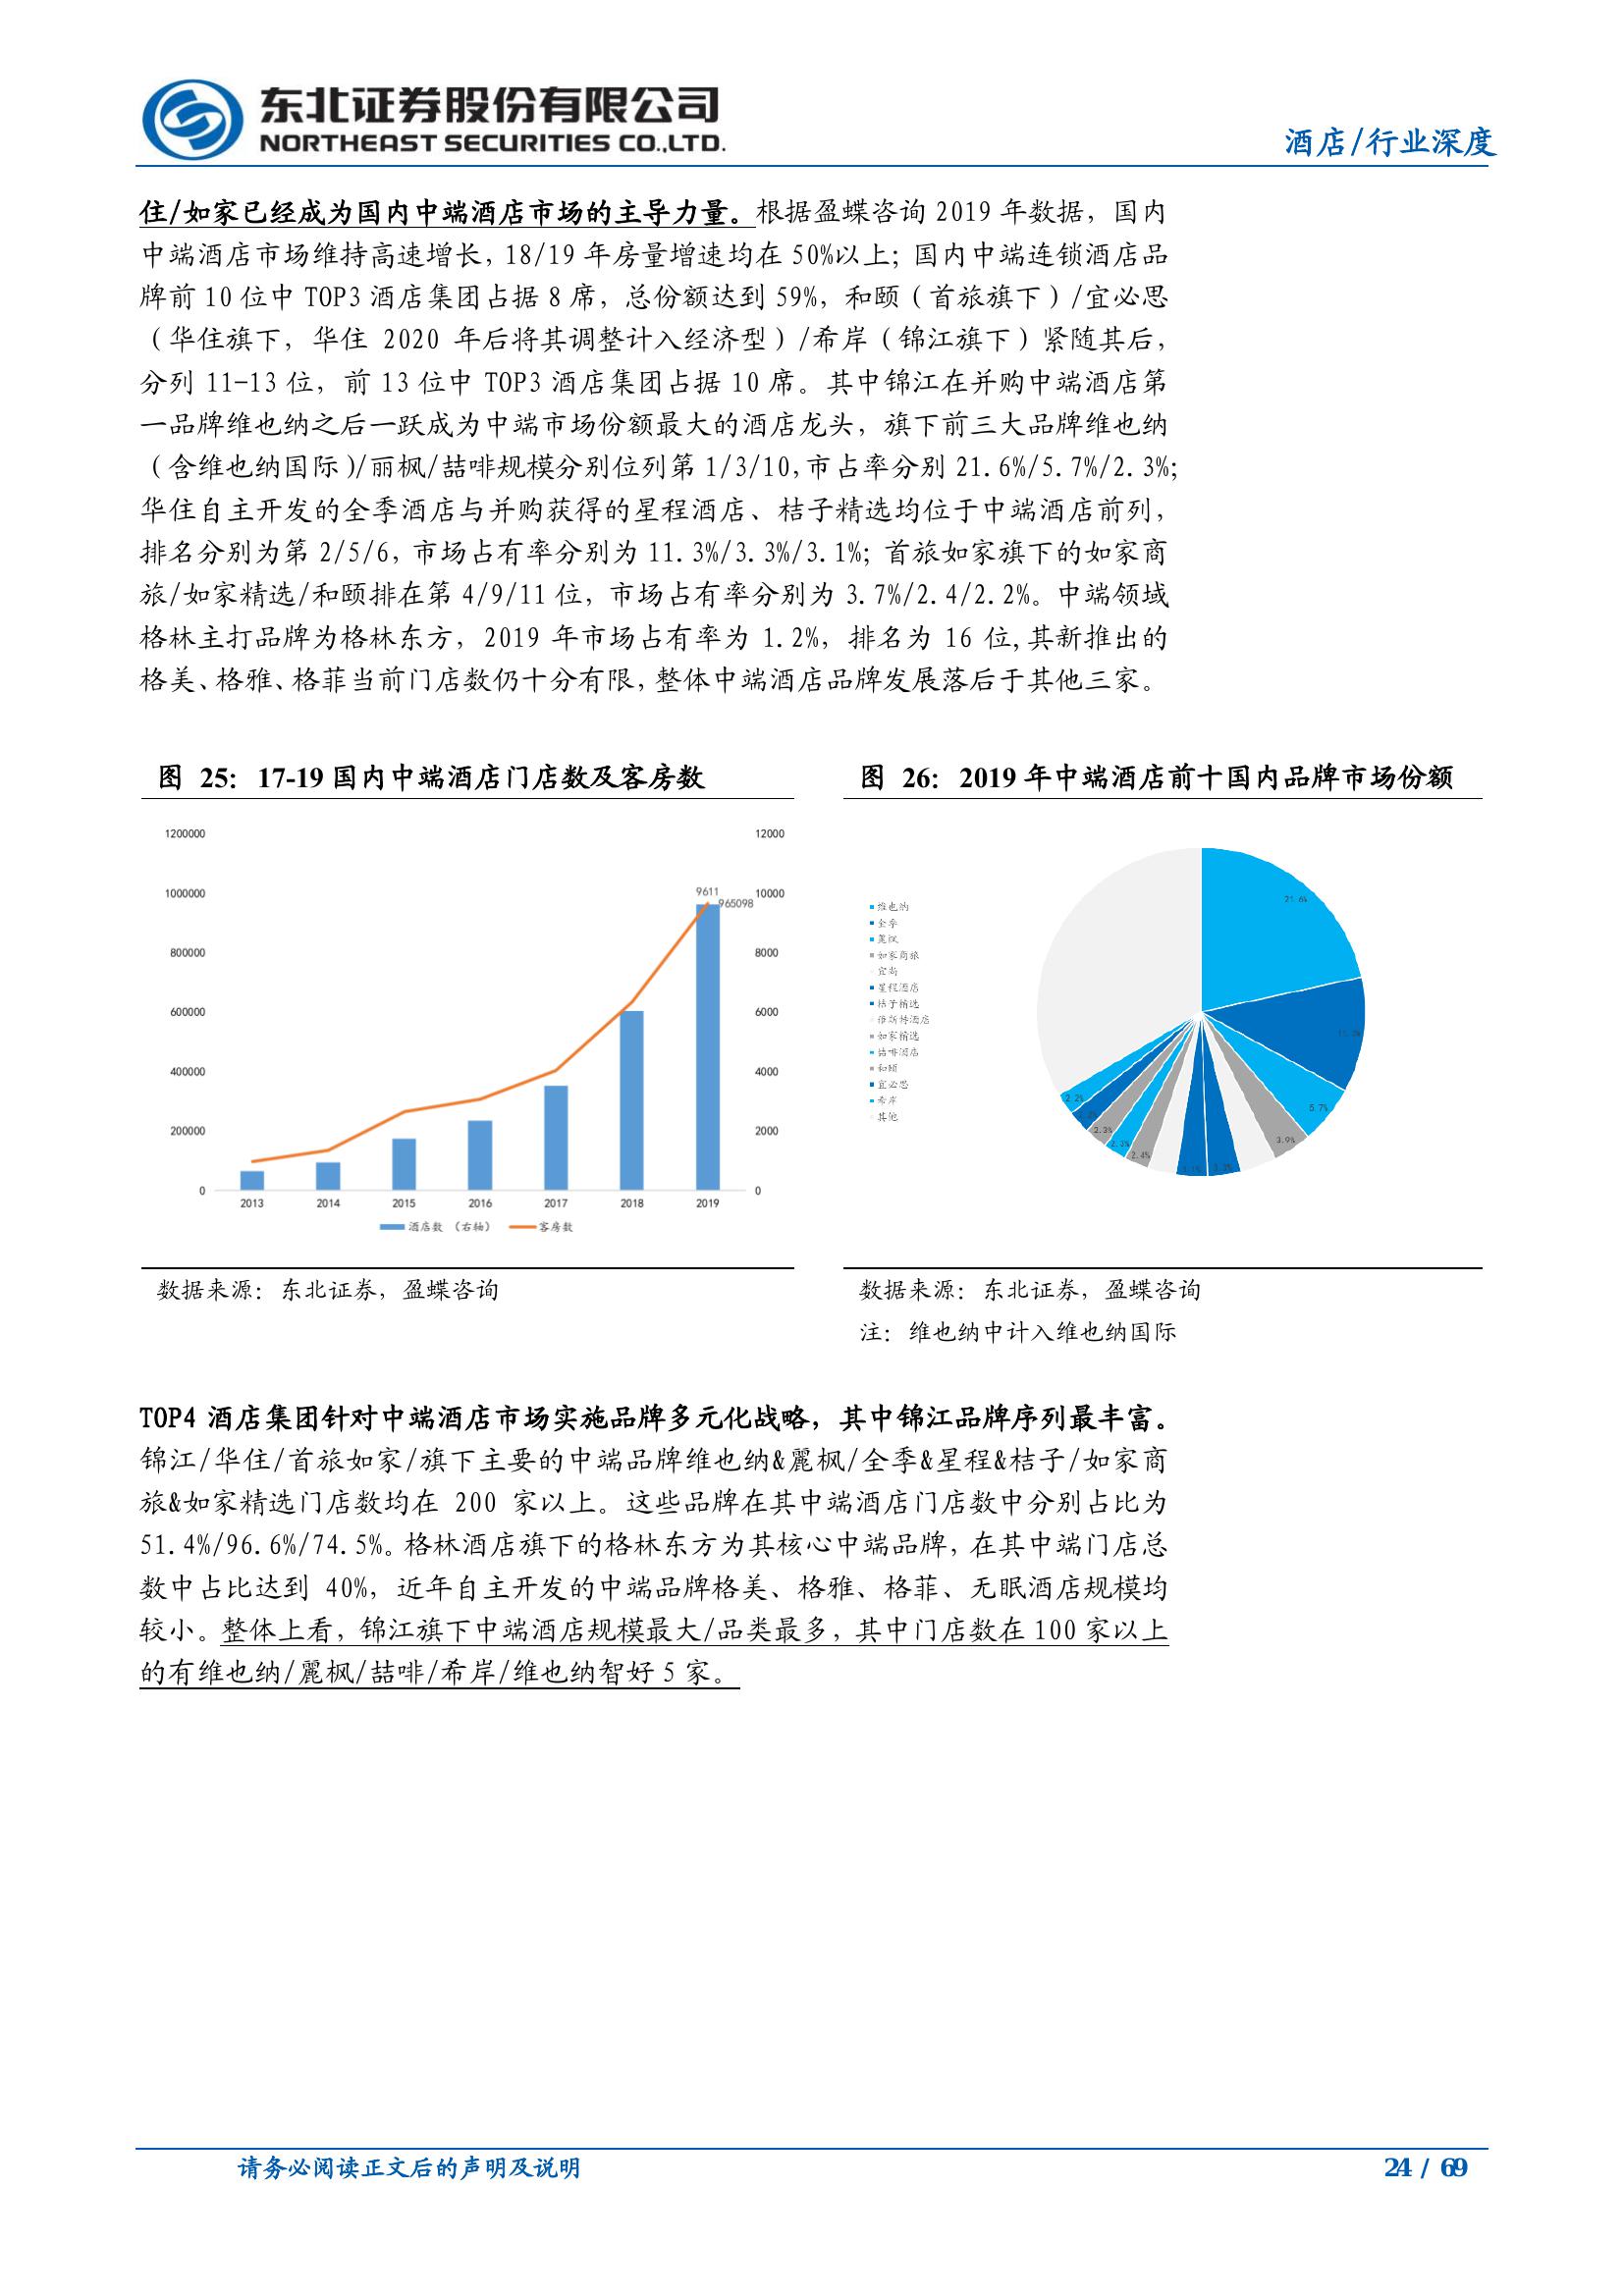 东北证券股份有限公司
NORTHEAST SECURITIES CO.,LTD.
酒店/行业深度
住/如家已经成为国内中端酒店市场的主导力量。根据盈蝶咨询 2019 年数据，国内
中端酒店市场维持高速增长，18/19 年房量增速均在 50%以上；国内中端连锁酒店品
牌前 10 位中 TOP3 酒店集团占据 8 席，总份额达到 59%，和颐（首旅旗下）/宜必思
（华住旗下，华住 2020 年后将其调整计入经济型）/希岸（锦江旗下）紧随其后，
分列 11-13 位，前 13 位中 TOP3 酒店集团占据 10 席。其中锦江在并购中端酒店第
一品牌维也纳之后一跃成为中端市场份额最大的酒店龙头，旗下前三大品牌维也纳
（含维也纳国际)/丽枫/喆啡规模分别位列第 1/3/10,市占率分别 21.6%/5.7%/2.3%;
华住自主开发的全季酒店与并购获得的星程酒店、桔子精选均位于中端酒店前列，
排名分别为第 2/5/6，市场占有率分别为 11.3%/3.3%/3.1%；首旅如家旗下的如家商
旅/如家精选/和颐排在第 4/9/11 位，市场占有率分别为 3.7%/2.4/2.2%。中端领域
格林主打品牌为格林东方，2019 年市场占有率为 1.2%，排名为 16 位,其新推出的
格美、格雅、格菲当前门店数仍十分有限，整体中端酒店品牌发展落后于其他三家。
图 25：17-19 国内中端酒店门店数及客房数
1200000
1000000
800000
600000
400000
200000
0
12000
10000
8000
6000
4000
2000
0
9611
965098
2013 2014 2015 2016 2017 2018 2019
酒店数 （右轴） 客房数
数据来源：东北证券，盈蝶咨询
图 26：2019 年中端酒店前十国内品牌市场份额
维也纳
全季
麗枫
如家商旅
宜尚
星程酒店
桔子精选
维斯特酒店
如家精选
喆啡酒店
和颐
宜必思
希岸
其他
21.6%
11.3%
5.7%
3.9%
2.4%
2.3%
2.2%
数据来源：东北证券，盈蝶咨询
注：维也纳中计入维也纳国际
TOP4 酒店集团针对中端酒店市场实施品牌多元化战略，其中锦江品牌序列最丰富。
锦江/华住/首旅如家/旗下主要的中端品牌维也纳&麗枫/全季&星程&桔子/如家商
旅&如家精选门店数均在 200 家以上。这些品牌在其中端酒店门店数中分别占比为
51.4%/96.6%/74.5%。格林酒店旗下的格林东方为其核心中端品牌，在其中端门店总
数中占比达到 40%，近年自主开发的中端品牌格美、格雅、格菲、无眠酒店规模均
较小。整体上看，锦江旗下中端酒店规模最大/品类最多，其中门店数在 100 家以上
的有维也纳/麗枫/喆啡/希岸/维也纳智好 5 家。
请务必阅读正文后的声明及说明
24 / 69